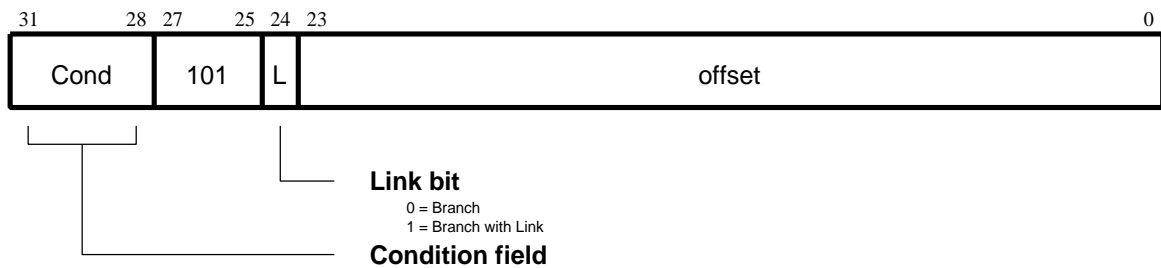 31 28 27 25 24 23 0
Cond 101 L offset
Link bit
0 = Branch
1 = Branch with Link
Condition field